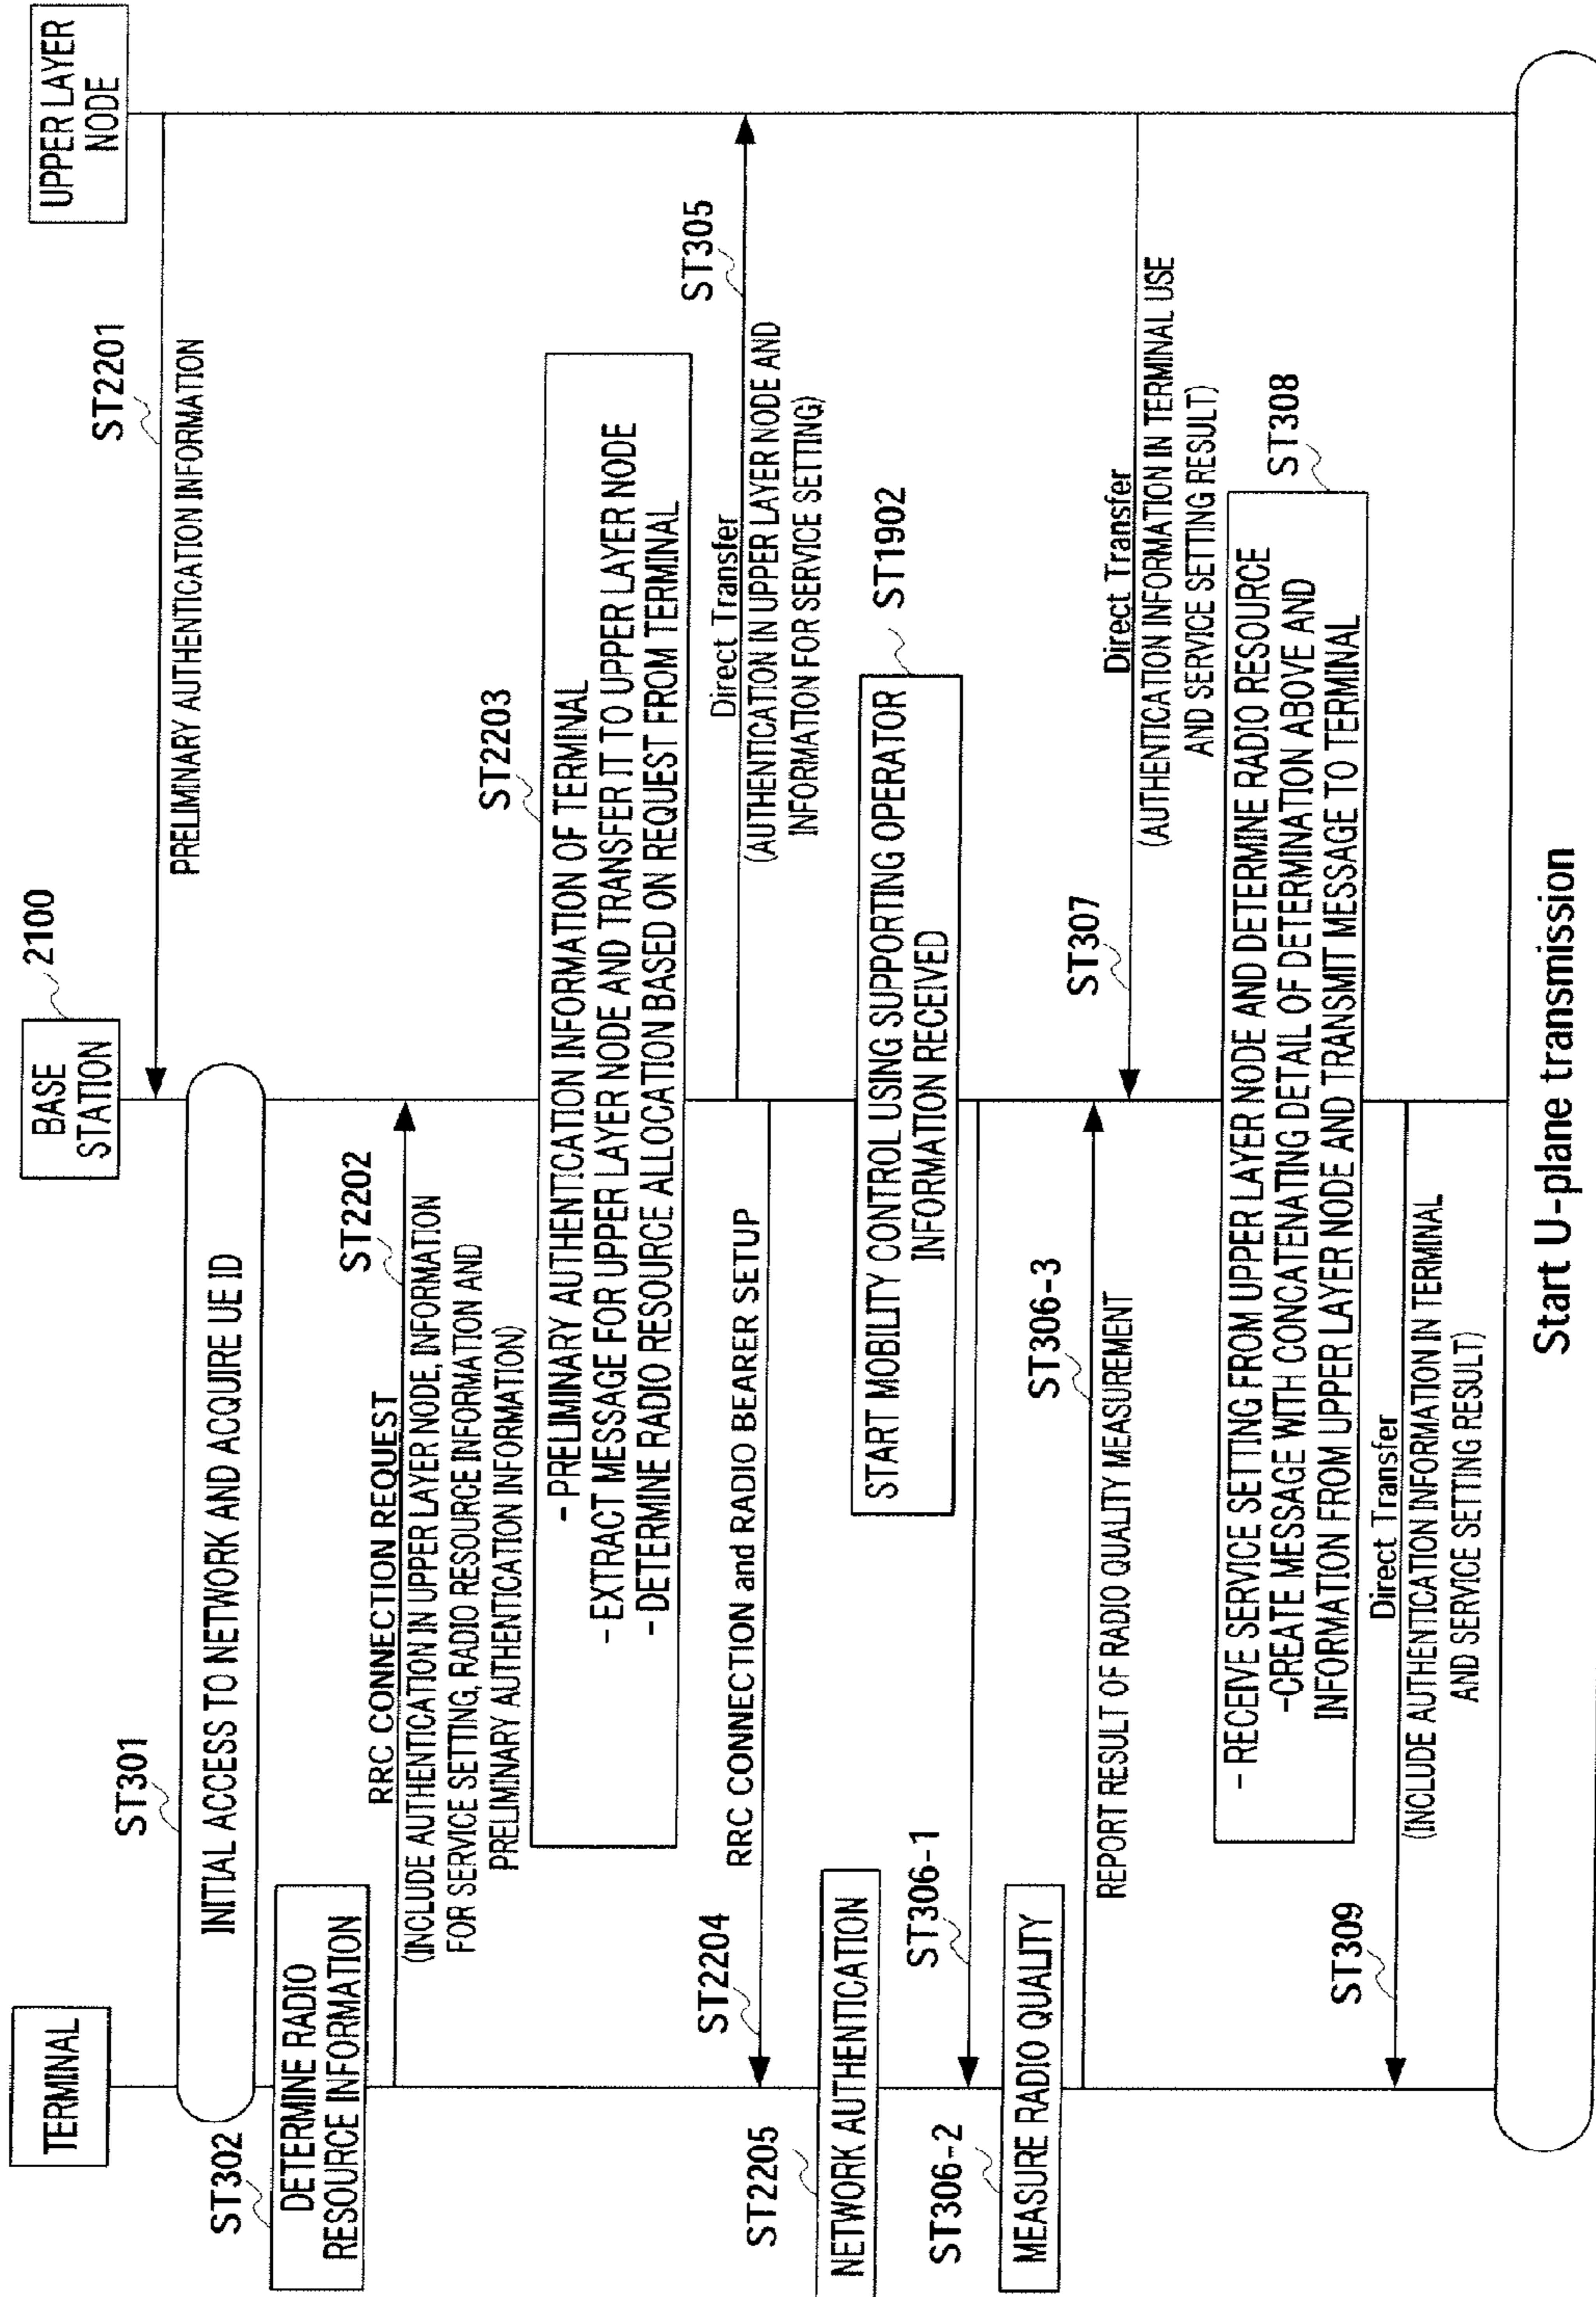 TERMINAL
BASE
STATION
2100
UPPER LAYER
NODE
ST2201
PRELIMINARY AUTHENTICATION INFORMATION
ST301
INITIAL ACCESS TO NETWORK AND ACQUIRE UE ID
ST302
DETERMINE RADIO
RESOURCE INFORMATION
RRC CONNECTION REQUEST
ST2202
(INCLUDE AUTHENTICATION IN UPPER LAYER NODE, INFORMATION
FOR SERVICE SETTING, RADIO RESOURCE INFORMATION AND
PRELIMINARY AUTHENTICATION INFORMATION)
ST2203
- PRELIMINARY AUTHENTICATION INFORMATION OF TERMINAL
- EXTRACT MESSAGE FOR UPPER LAYER NODE AND TRANSFER IT TO UPPER LAYER NODE
- DETERMINE RADIO RESOURCE ALLOCATION BASED ON REQUEST FROM TERMINAL
ST305
Direct Transfer
(AUTHENTICATION IN UPPER LAYER NODE AND
INFORMATION FOR SERVICE SETTING)
ST2204
RRC CONNECTION and RADIO BEARER SETUP
ST2205
NETWORK AUTHENTICATION
ST1902
START MOBILITY CONTROL USING SUPPORTING OPERATOR
INFORMATION RECEIVED
ST306-1
ST306-2
MEASURE RADIO QUALITY
ST306-3
REPORT RESULT OF RADIO QUALITY MEASUREMENT
ST307
Direct Transfer
(AUTHENTICATION INFORMATION IN TERMINAL USE
AND SERVICE SETTING RESULT)
ST308
- RECEIVE SERVICE SETTING FROM UPPER LAYER NODE AND DETERMINE RADIO RESOURCE
-CREATE MESSAGE WITH CONCATENATING DETAIL OF DETERMINATION ABOVE AND
INFORMATION FROM UPPER LAYER NODE AND TRANSMIT MESSAGE TO TERMINAL
ST309
Direct Transfer
(INCLUDE AUTHENTICATION INFORMATION IN TERMINAL
AND SERVICE SETTING RESULT)
Start U-plane transmission